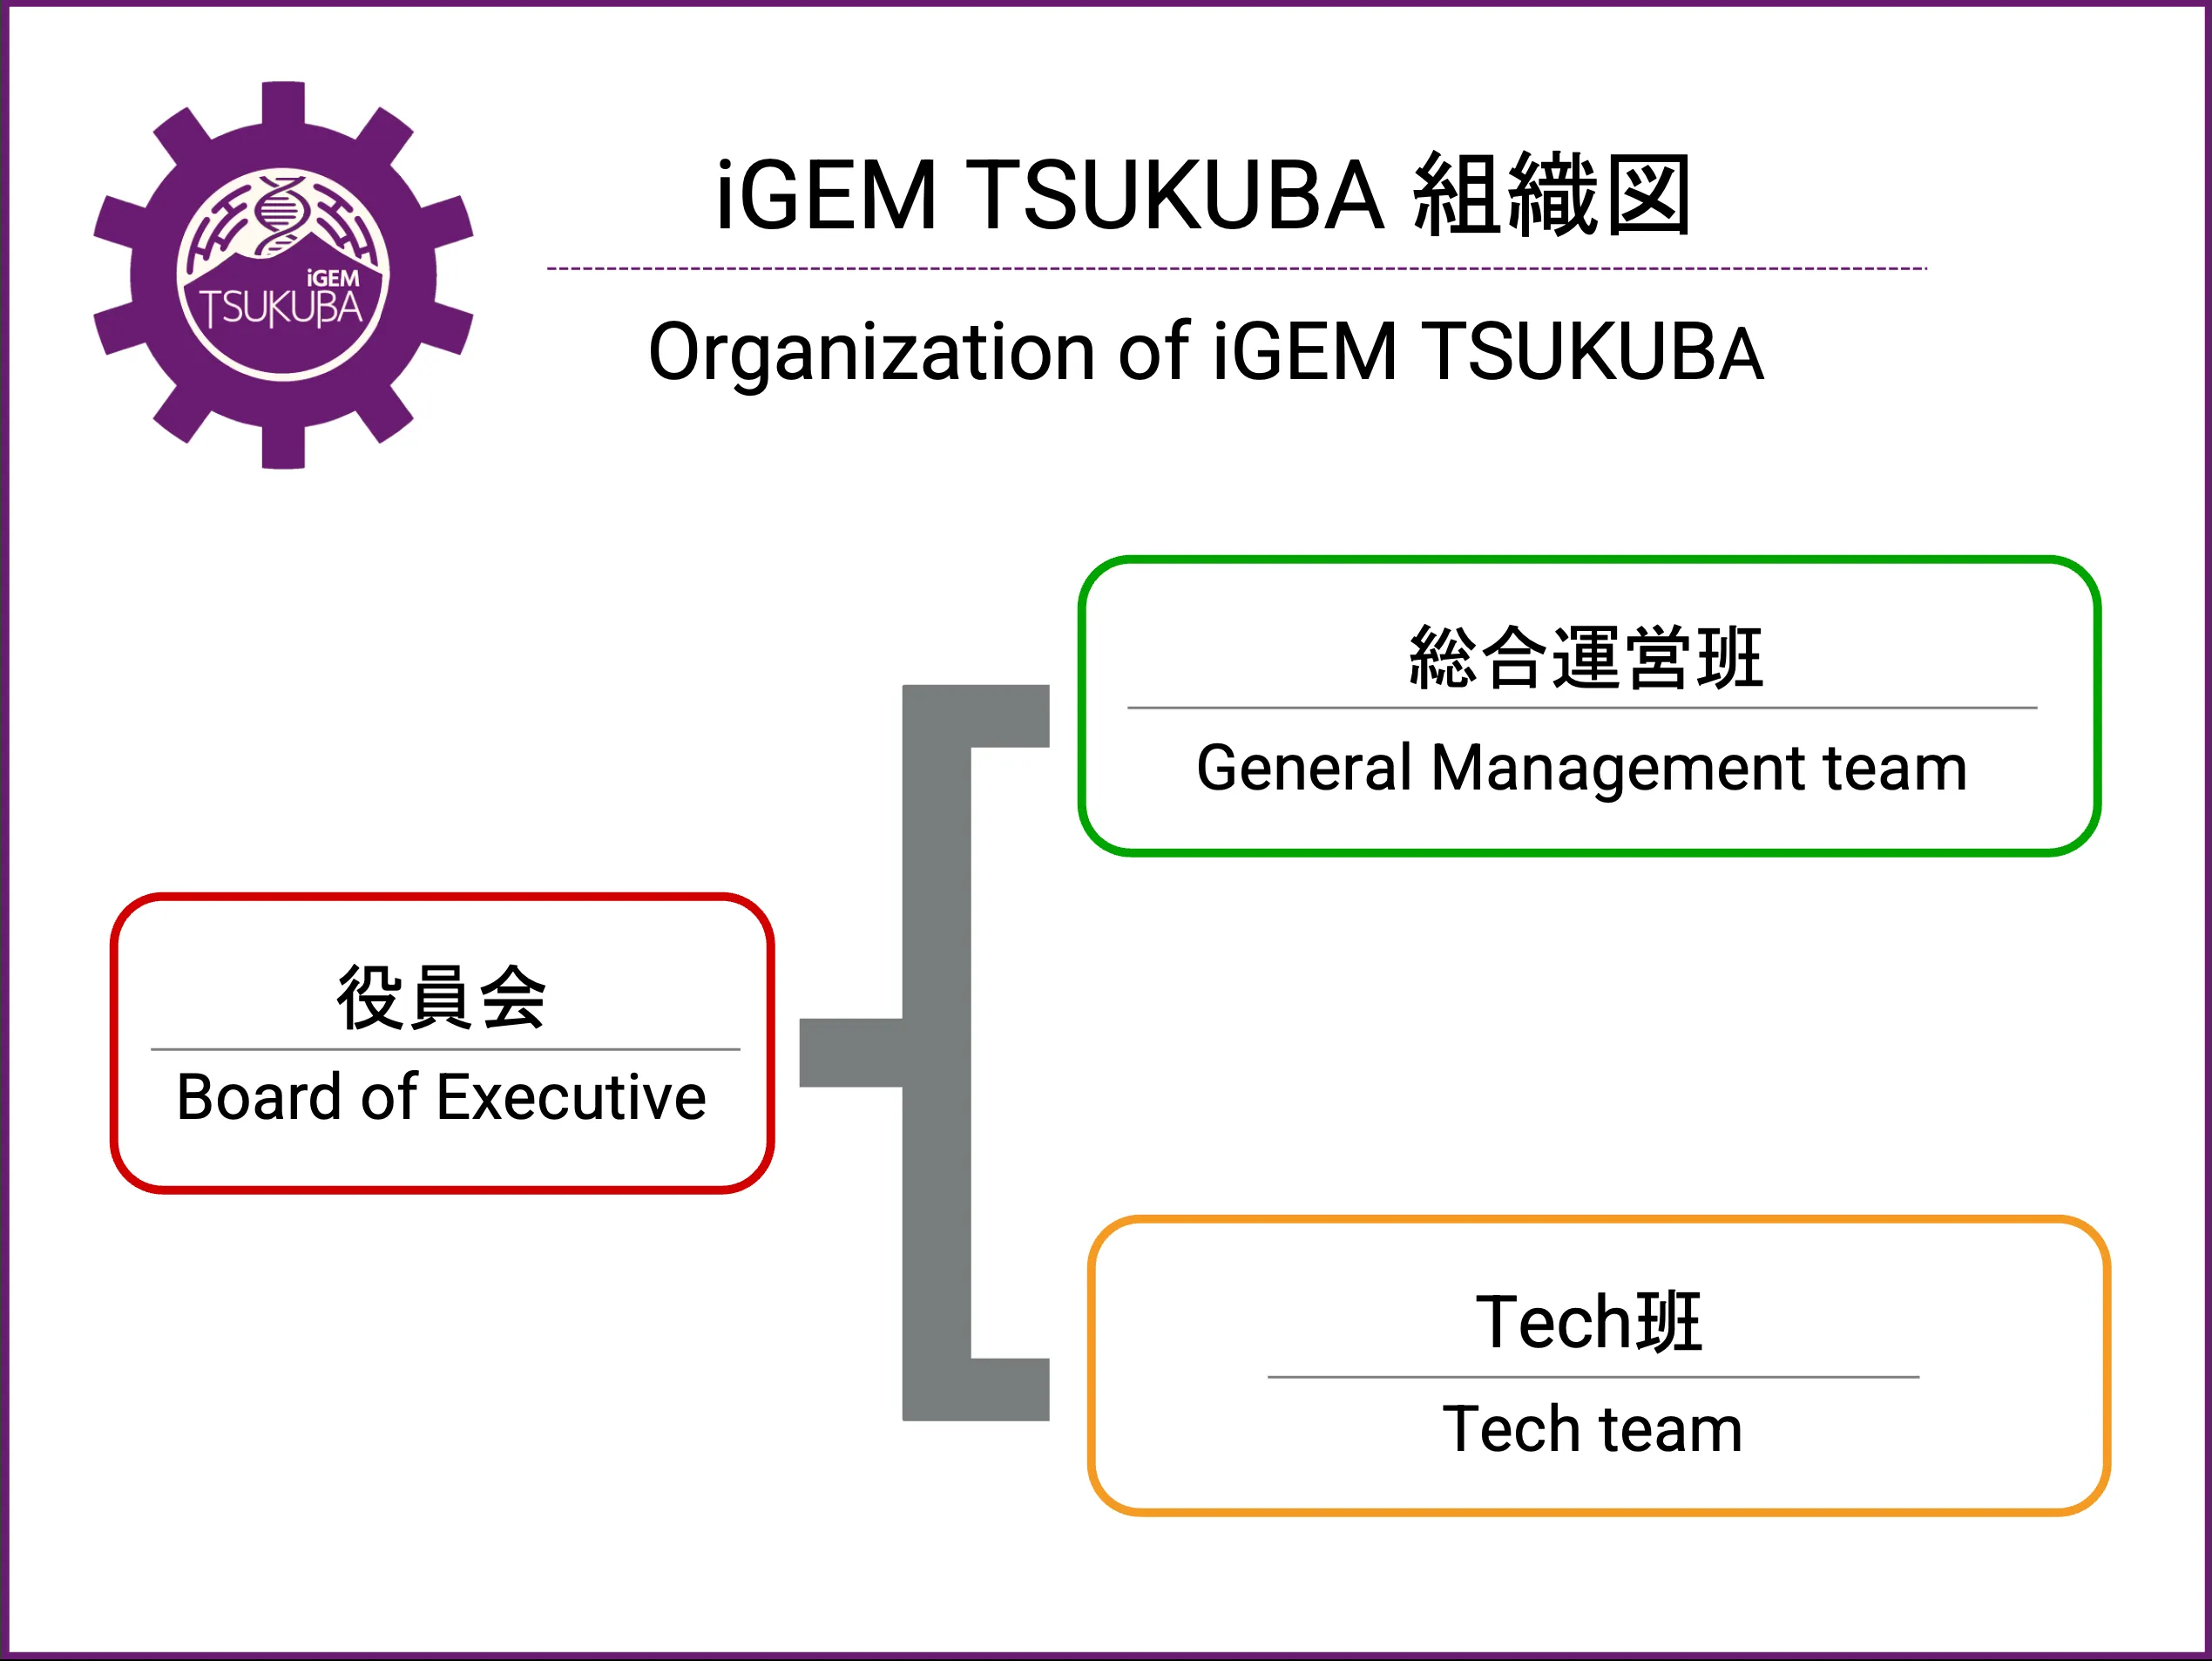 iGEM
TSUKUBA
iGEM TSUKUBA 組織図
Organization of iGEM TSUKUBA
総合運営班
General Management team
役員会
Board of Executive
Tech班
Tech team